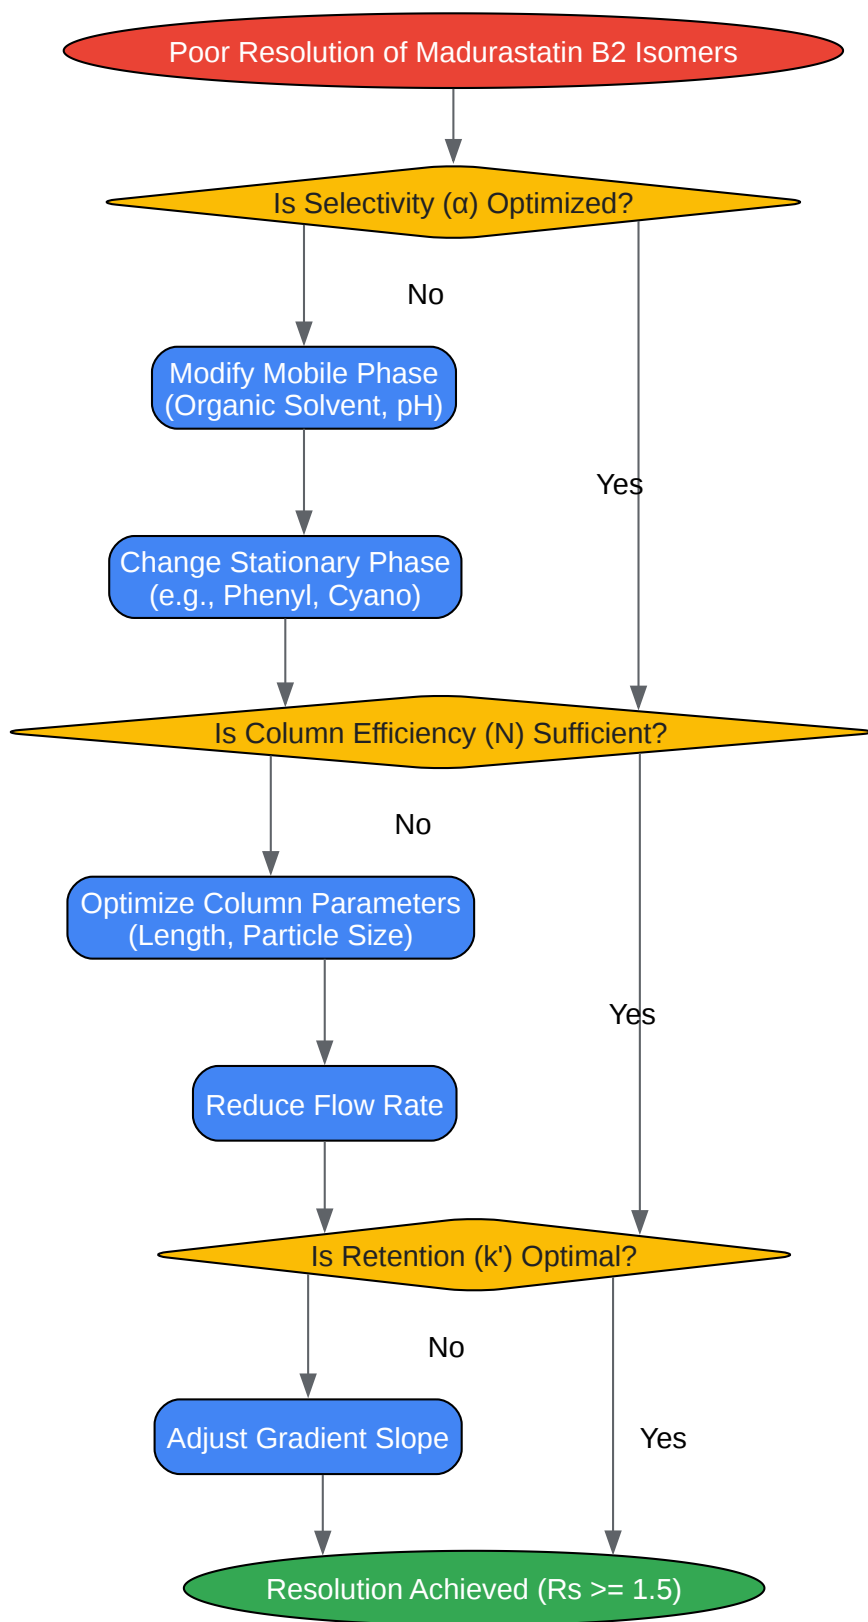 Poor Resolution of Madurastatin B2 Isomers
Is Selectivity (α) Optimized?
No
Modify Mobile Phase
(Organic Solvent, pH)
Yes
Change Stationary Phase
(e.g., Phenyl, Cyano)
Is Column Efficiency (N) Sufficient?
No
Optimize Column Parameters
(Length, Particle Size)
Yes
Reduce Flow Rate
Is Retention (k') Optimal?
No
Adjust Gradient Slope
Yes
Resolution Achieved (Rs >= 1.5)